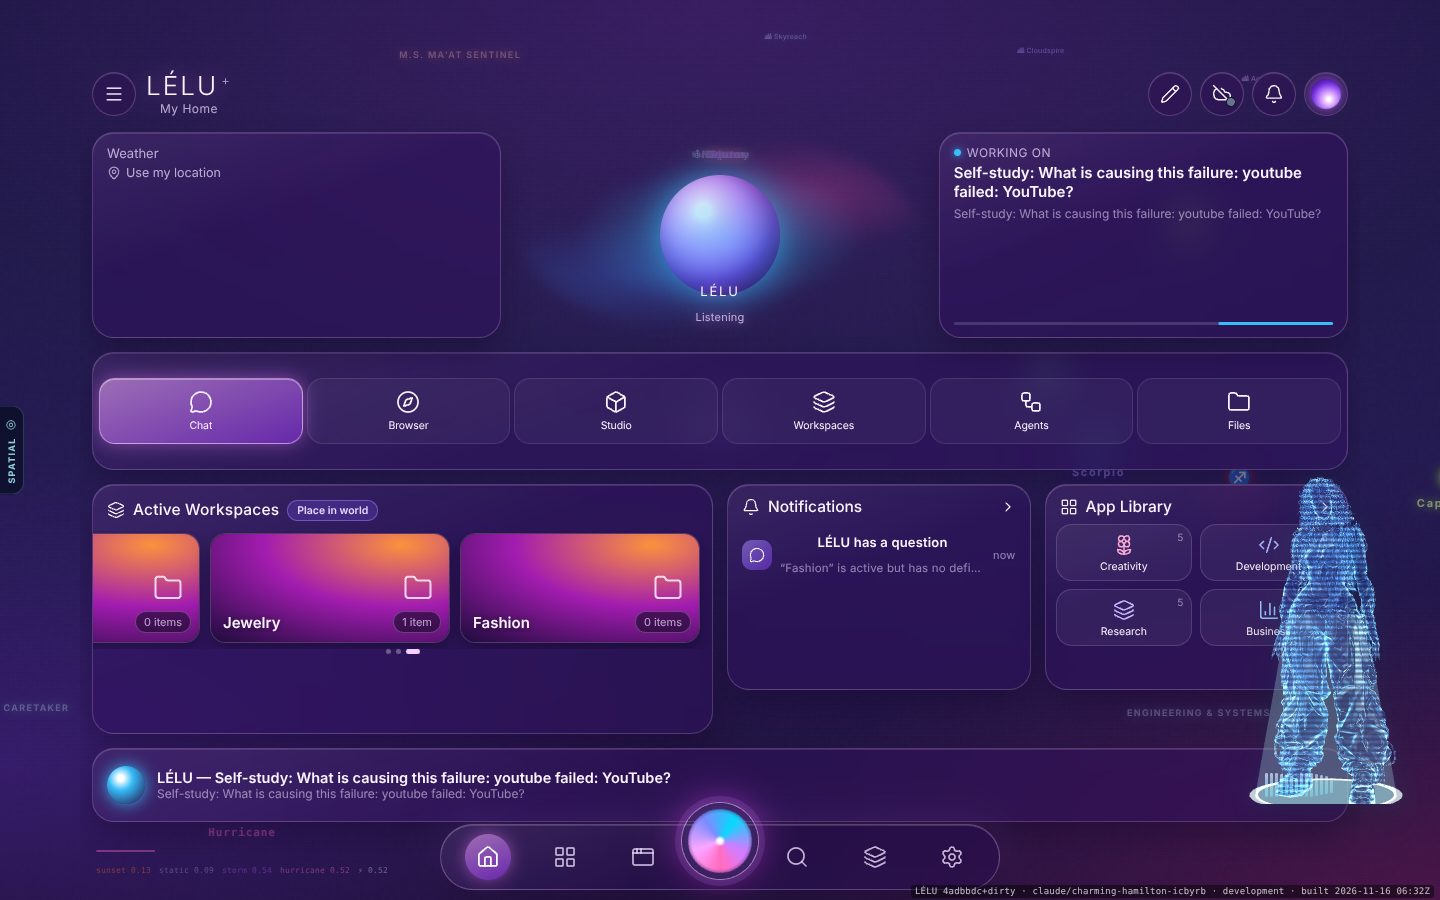 Skyreach
Cloudspire
M.S. MA'AT SENTINEL
LÉLU +
My Home
Weather
Use my location
LÉLU
Listening
WORKING ON
Self-study: What is causing this failure: youtube
failed: YouTube?
Self-study: What is causing this failure: youtube failed: YouTube?
Chat
Browser
Studio
Workspaces
Agents
Files
SPATIAL
Scorpio
Cap
Active Workspaces
Place in world
0 items
Jewelry
1 item
Fashion
0 items
Notifications
LÉLU has a question
"Fashion" is active but has no defi...
now
App Library
Creativity
5
Development
Research
5
Business
CARETAKER
ENGINEERING & SYSTEMS
LÉLU — Self-study: What is causing this failure: youtube failed: YouTube?
Self-study: What is causing this failure: youtube failed: YouTube?
Hurricane
sunset 0.13 static 0.09 storm 0.54 hurricane 0.52 ⚡ 0.52
LÉLU 4adbbdc+dirty · claude/charming-hamilton-icbyrb · development · built 2026-11-16 06:32Z